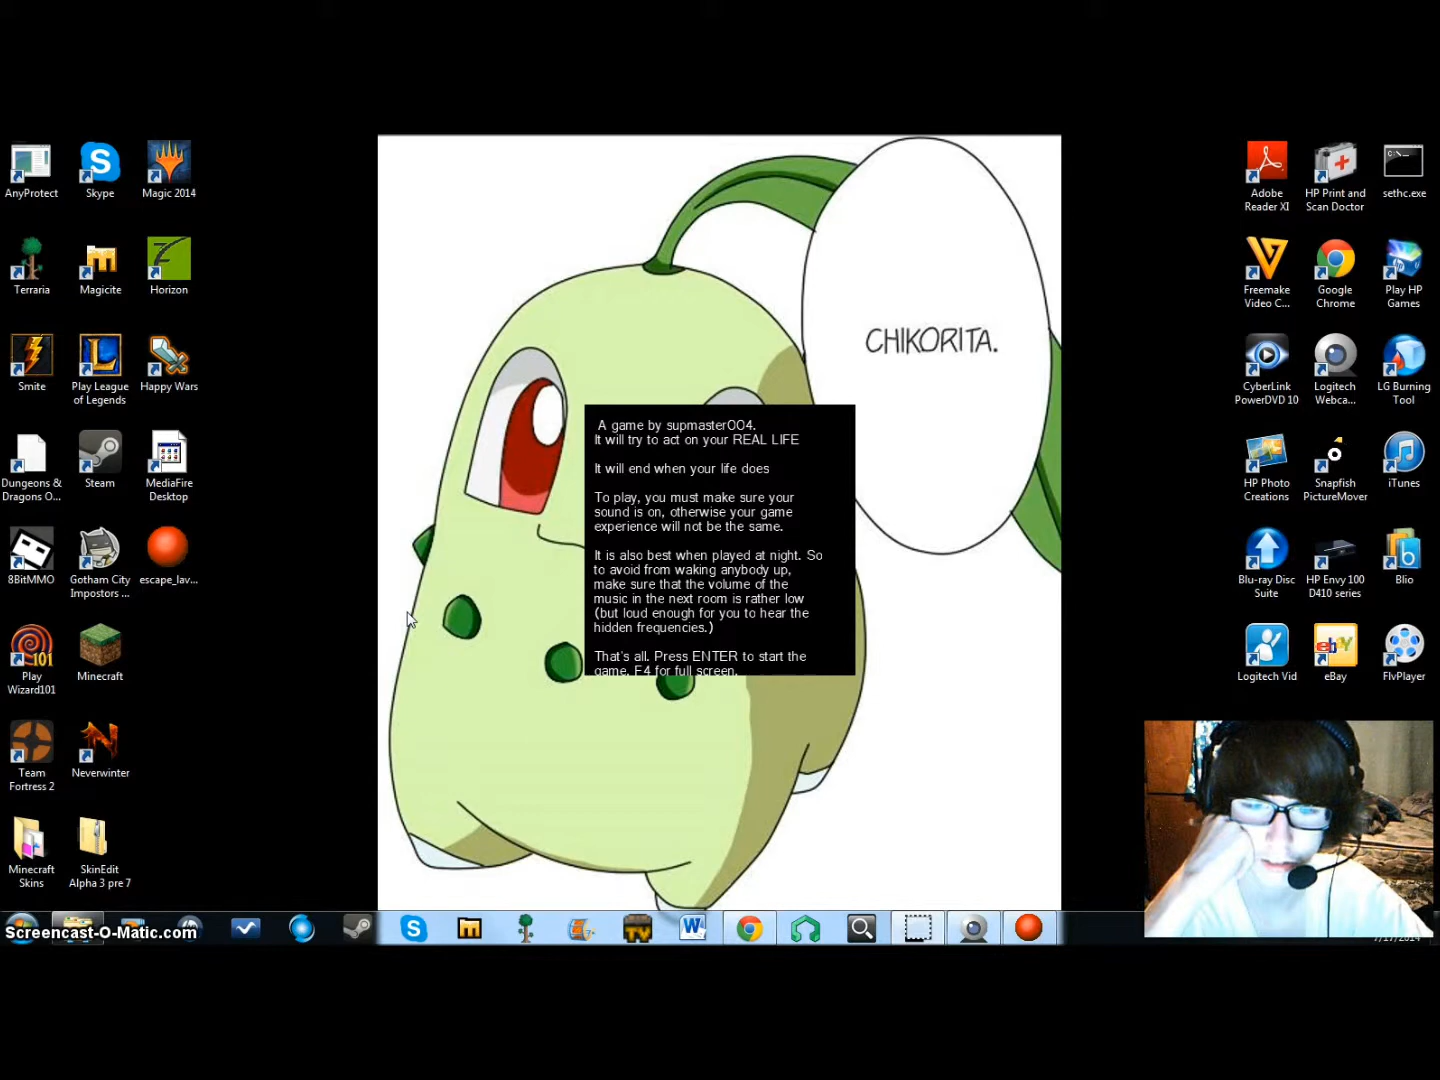 AnyProtect
Skype
Magic 2014
Terraria
Magicite
Horizon
Smite
Play League
of Legends
Happy Wars
Dungeons &
Dragons O...
Steam
MediaFire
Desktop
8BitMMO
Gotham City
Impostors ...
escape_lav...
Play
Wizard101
Minecraft
Team
Fortress 2
Neverwinter
Minecraft
Skins
SkinEdit
Alpha 3 pre 7
CHIKORITA.
A game by supmaster004.
It will try to act on your REAL LIFE
It will end when your life does
To play, you must make sure your
sound is on, otherwise your game
experience will not be the same.
It is also best when played at night. So
to avoid from waking anybody up,
make sure that the volume of the
music in the next room is rather low
(but loud enough for you to hear the
hidden frequencies.)
That's all. Press ENTER to start the
game, F4 for full screen.
Adobe
Reader XI
HP Print and
Scan Doctor
sethc.exe
Freemake
Video C...
Google
Chrome
Play HP
Games
CyberLink
PowerDVD 10
Logitech
Webca...
LG Burning
Tool
HP Photo
Creations
Snapfish
PictureMover
iTunes
Blu-ray Disc
Suite
HP Envy 100
D410 series
Blio
Logitech Vid
eBay
FlvPlayer
Screencast-O-Matic.com
7/17/2014